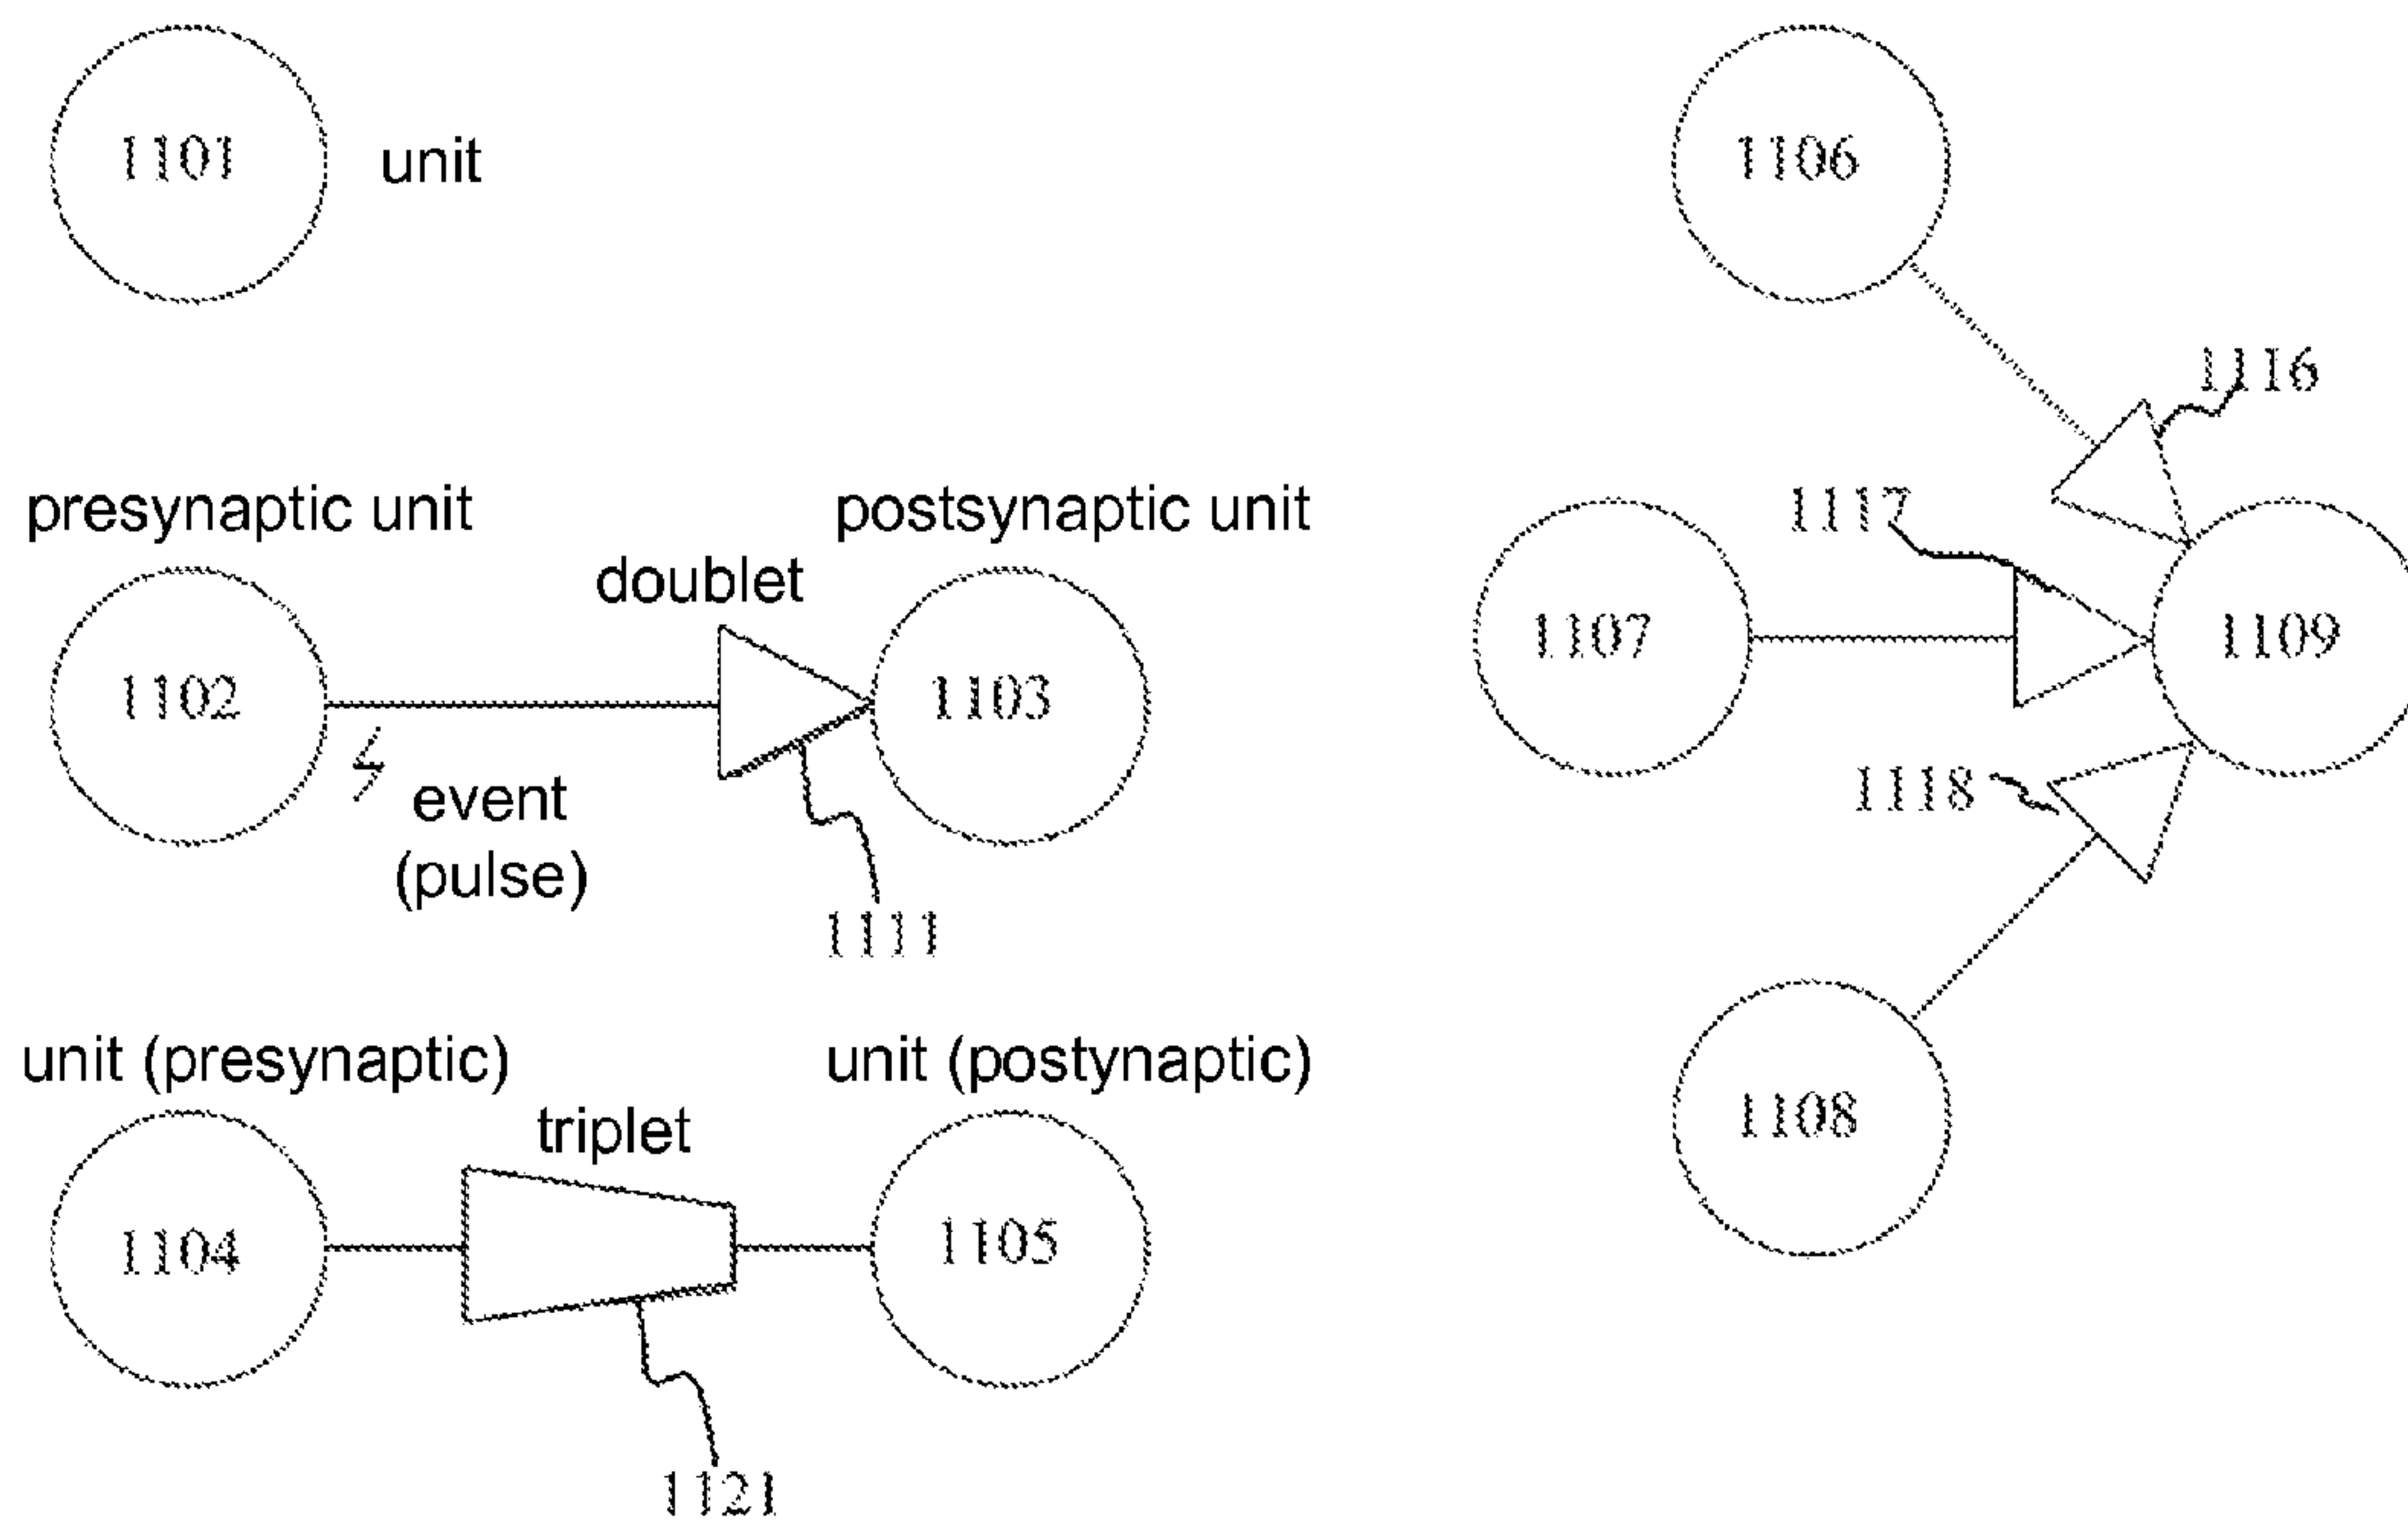 1101
unit
presynaptic unit
postsynaptic unit
doublet
1102
1103
event
(pulse)
1111
unit (presynaptic)
unit (postynaptic)
triplet
1104
1105
1121
1106
1116
1117
1107
1109
1118
1108